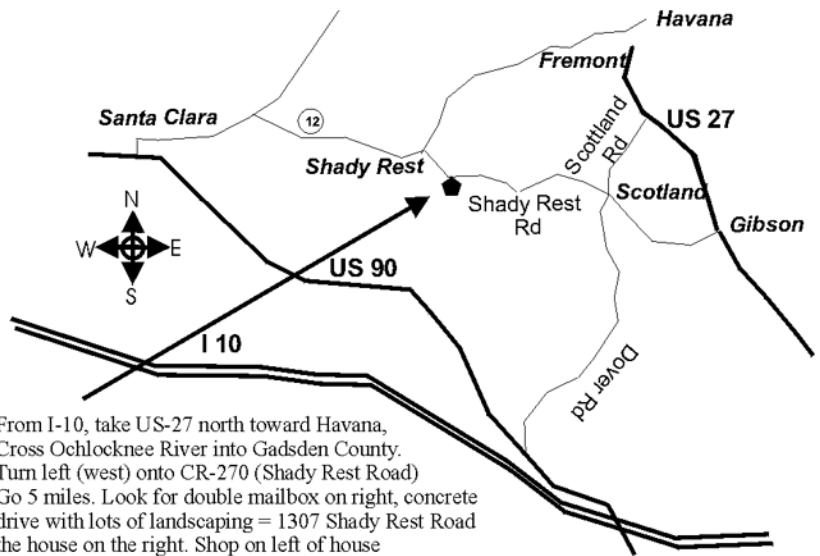 Havana
Fremont
Santa Clara
12
US 27
Scottland
Rd
Shady Rest
Scotland
Shady Rest
Rd
Gibson
N
W E
S
US 90
I 10
Dover Rd
From I-10, take US-27 north toward Havana,
Cross Ochlocknee River into Gadsden County.
Turn left (west) onto CR-270 (Shady Rest Road)
Go 5 miles. Look for double mailbox on right, concrete
drive with lots of landscaping = 1307 Shady Rest Road
the house on the right. Shop on left of house